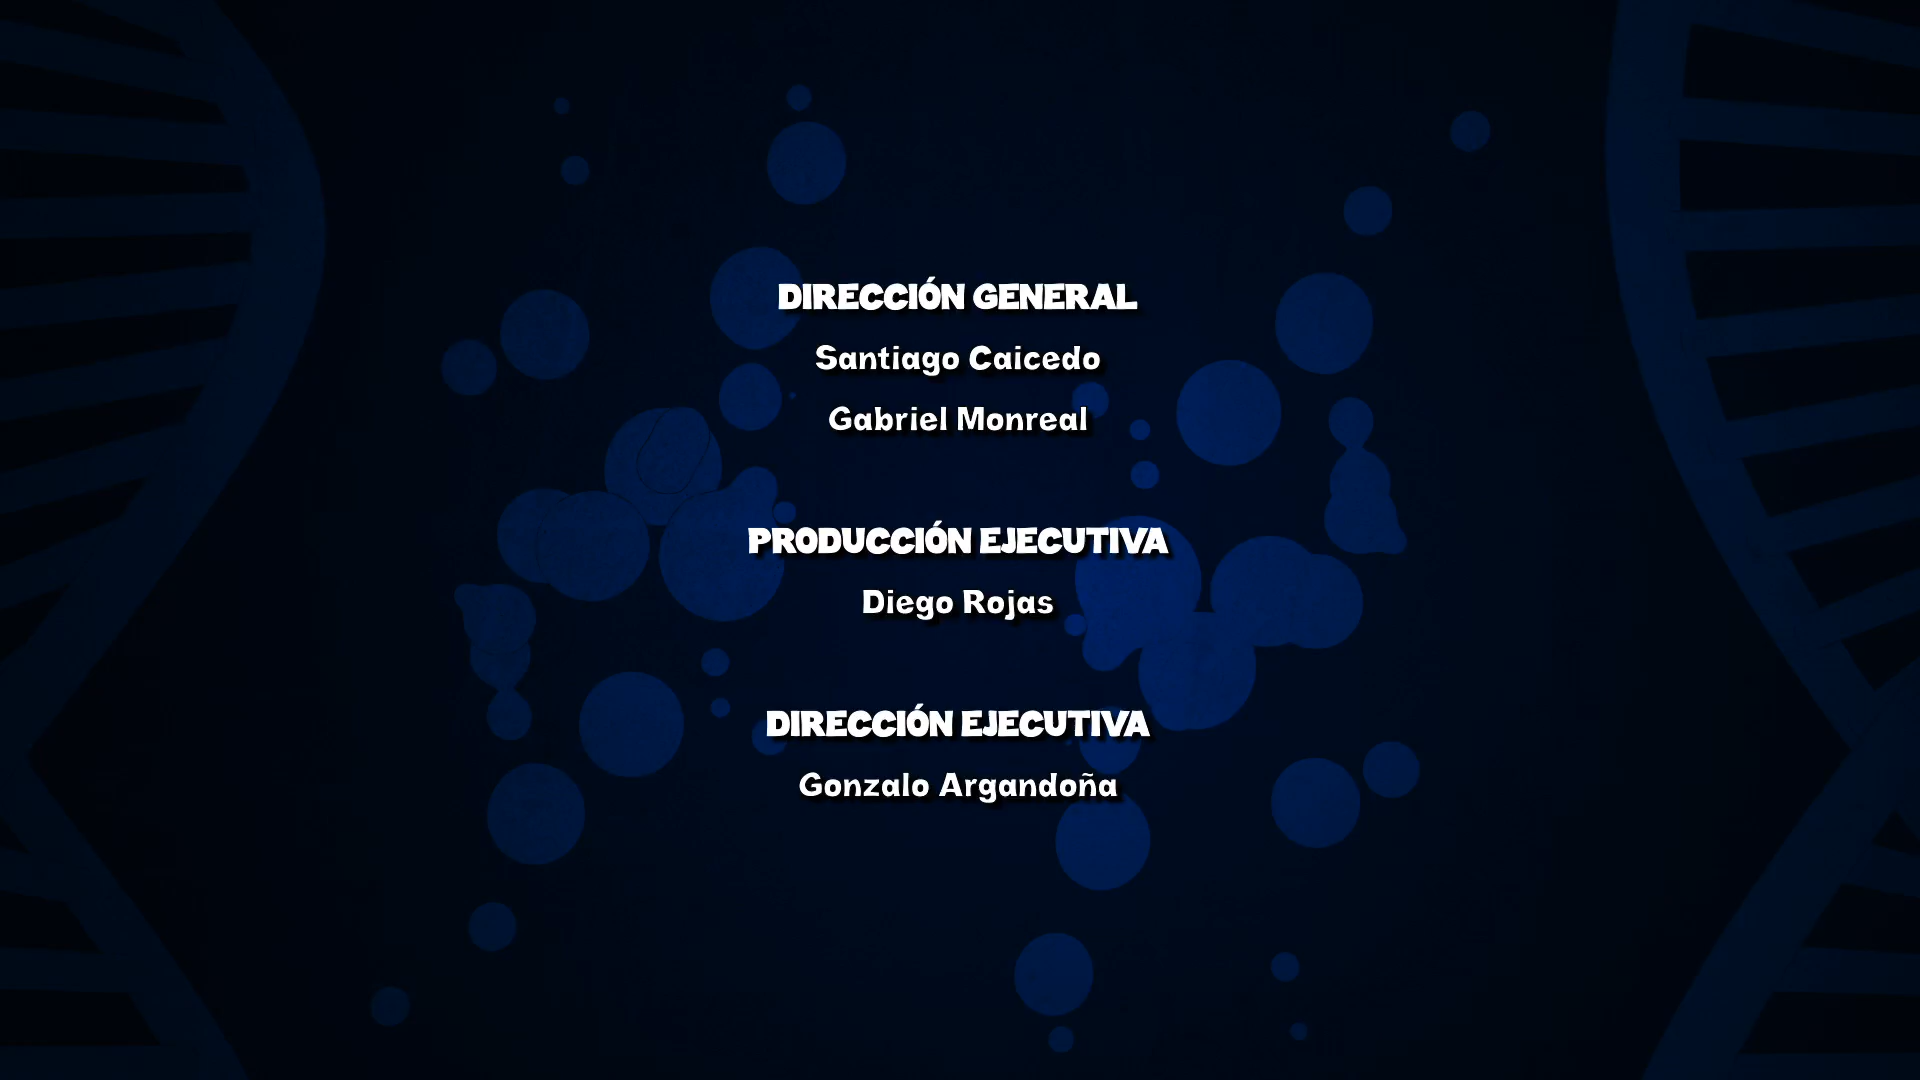 DIRECCIÓN GENERAL
Santiago Caicedo
Gabriel Monreal
PRODUCCIÓN EJECUTIVA
Diego Rojas
DIRECCIÓN EJECUTIVA
Gonzalo Argandoña